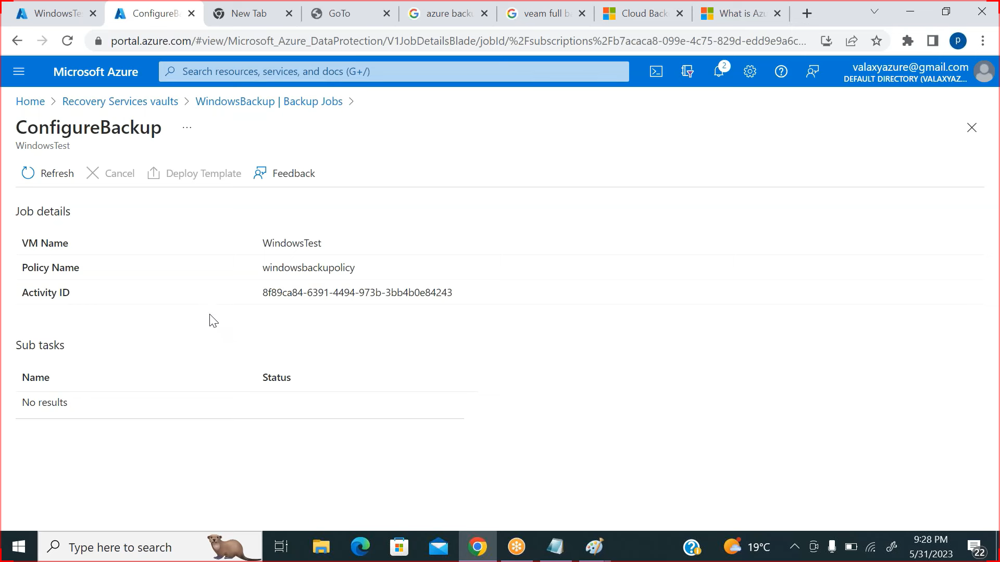 WindowsTe
ConfigureBa
New Tab
GoTo
azure backu
veam full ba
Cloud Back
What is Azu
portal.azure.com/#view/Microsoft_Azure_DataProtection/V1JobDetailsBlade/jobId/%2Fsubscriptions%2Fb7acaca8-099e-4c75-829d-edd9e9a6c...
P
Microsoft Azure
Search resources, services, and docs (G+/)
2
valaxyazure@gmail.com
DEFAULT DIRECTORY (VALAXYAZ...
Home > Recovery Services vaults > WindowsBackup | Backup Jobs >
ConfigureBackup ...
WindowsTest
Refresh Cancel Deploy Template Feedback
Job details
VM Name WindowsTest
Policy Name windowsbackupolicy
Activity ID 8f89ca84-6391-4494-973b-3bb4b0e84243
Sub tasks
Name Status
No results
Type here to search
19°C
9:28 PM
5/31/2023
22